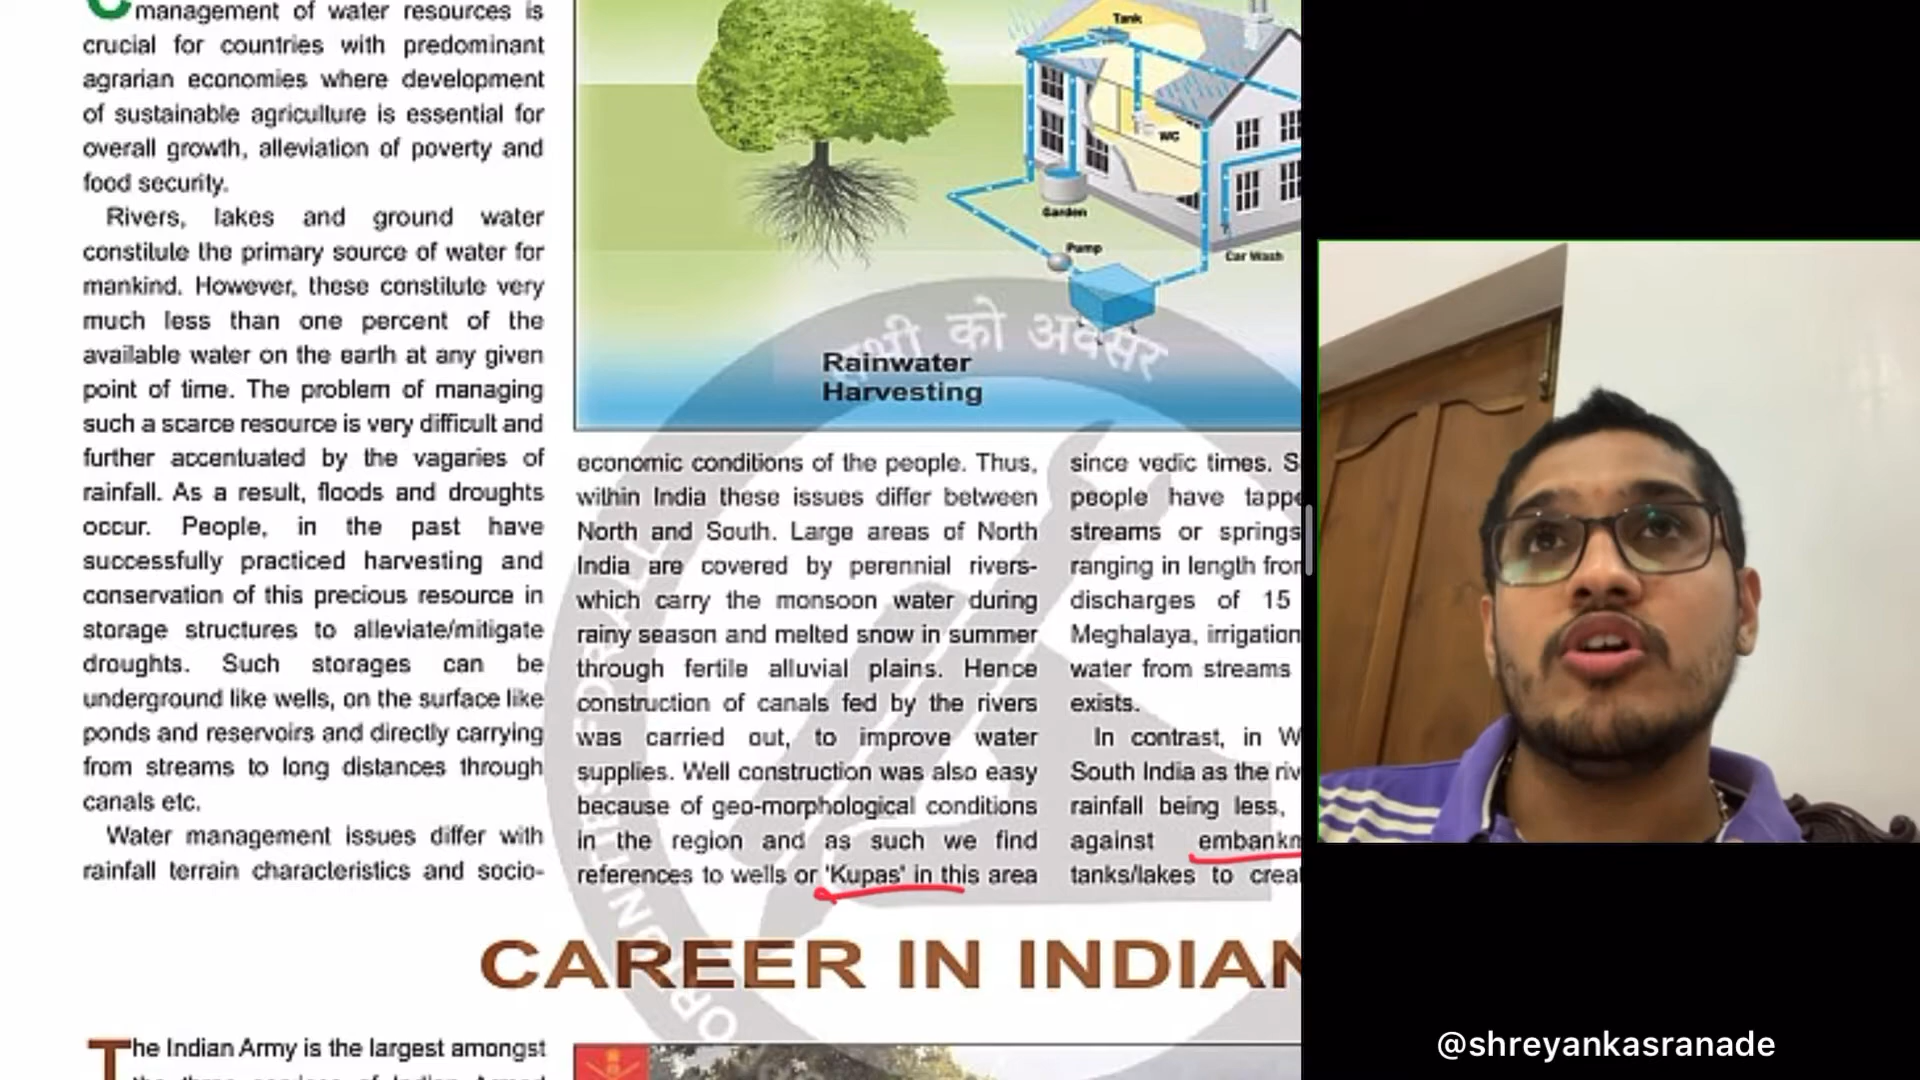 management of water resources is
crucial for countries with predominant
agrarian economies where development
of sustainable agriculture is essential for
overall growth, alleviation of poverty and
food security.
Rivers, lakes and ground water
constitute the primary source of water for
mankind. However, these constitute very
much less than one percent of the
available water on the earth at any given
point of time. The problem of managing
such a scarce resource is very difficult and
further accentuated by the vagaries of
rainfall. As a result, floods and droughts
occur. People, in the past have
successfully practiced harvesting and
conservation of this precious resource in
storage structures to alleviate/mitigate
droughts. Such storages can be
underground like wells, on the surface like
ponds and reservoirs and directly carrying
from streams to long distances through
canals etc.
Water management issues differ with
rainfall terrain characteristics and socio-
Tank
WC
Garden
Pump
Car Wash
Rainwater
Harvesting
को अवसर
economic conditions of the people. Thus,
within India these issues differ between
North and South. Large areas of North
India are covered by perennial rivers-
which carry the monsoon water during
rainy season and melted snow in summer
through fertile alluvial plains. Hence
construction of canals fed by the rivers
was carried out, to improve water
supplies. Well construction was also easy
because of geo-morphological conditions
in the region and as such we find
references to wells or 'Kupas' in this area
since vedic times. S
people have tappe
streams or springs
ranging in length fror
discharges of 15
Meghalaya, irrigation
water from streams
exists.
In contrast, in W
South India as the riv
rainfall being less,
against embankm
tanks/lakes to creat
CAREER IN INDIAN
The Indian Army is the largest amongst
@shreyankasranade